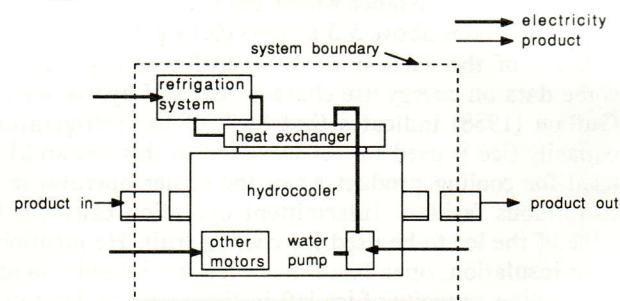 electricity
product
system boundary
refrigation
system
heat exchanger
hydrocooler
product in
product out
other
motors
water
pump